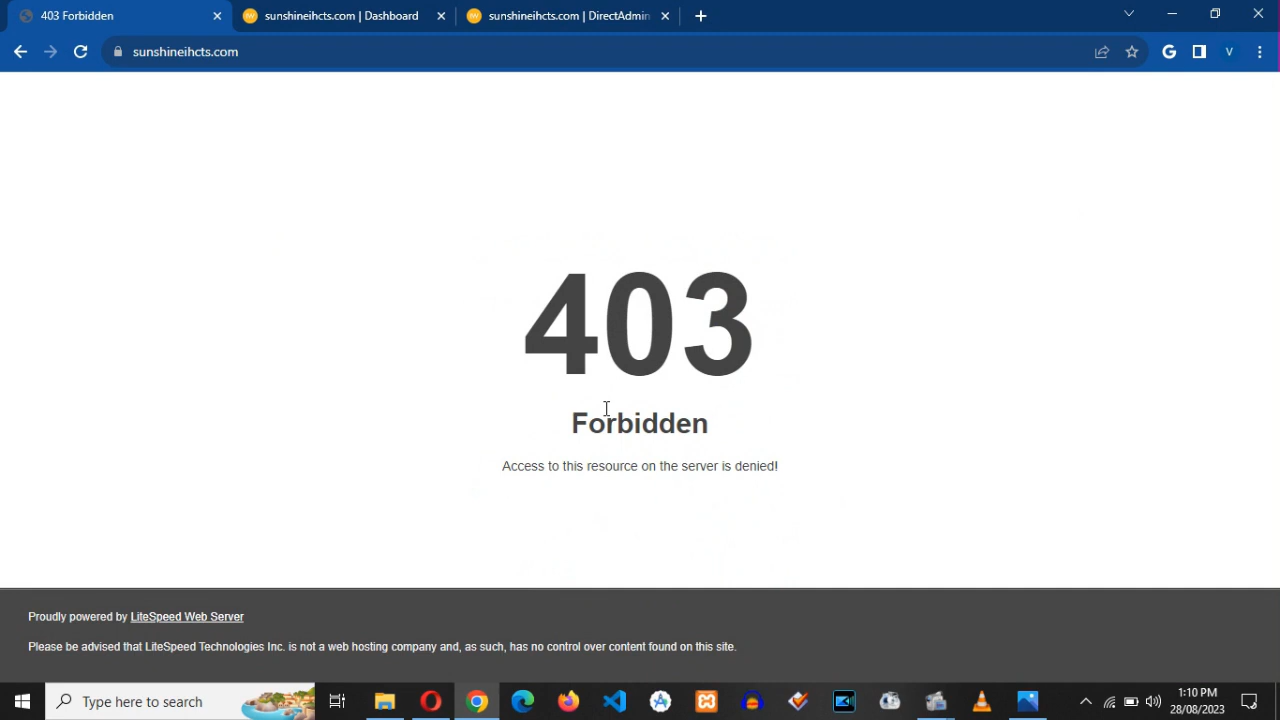 403 Forbidden
sunshineihcts.com | Dashboard
sunshineihcts.com | DirectAdmin
sunshineihcts.com
V
403
Forbidden
Access to this resource on the server is denied!
Proudly powered by LiteSpeed Web Server
Please be advised that LiteSpeed Technologies Inc. is not a web hosting company and, as such, has no control over content found on this site.
Type here to search
1:10 PM
28/08/2023